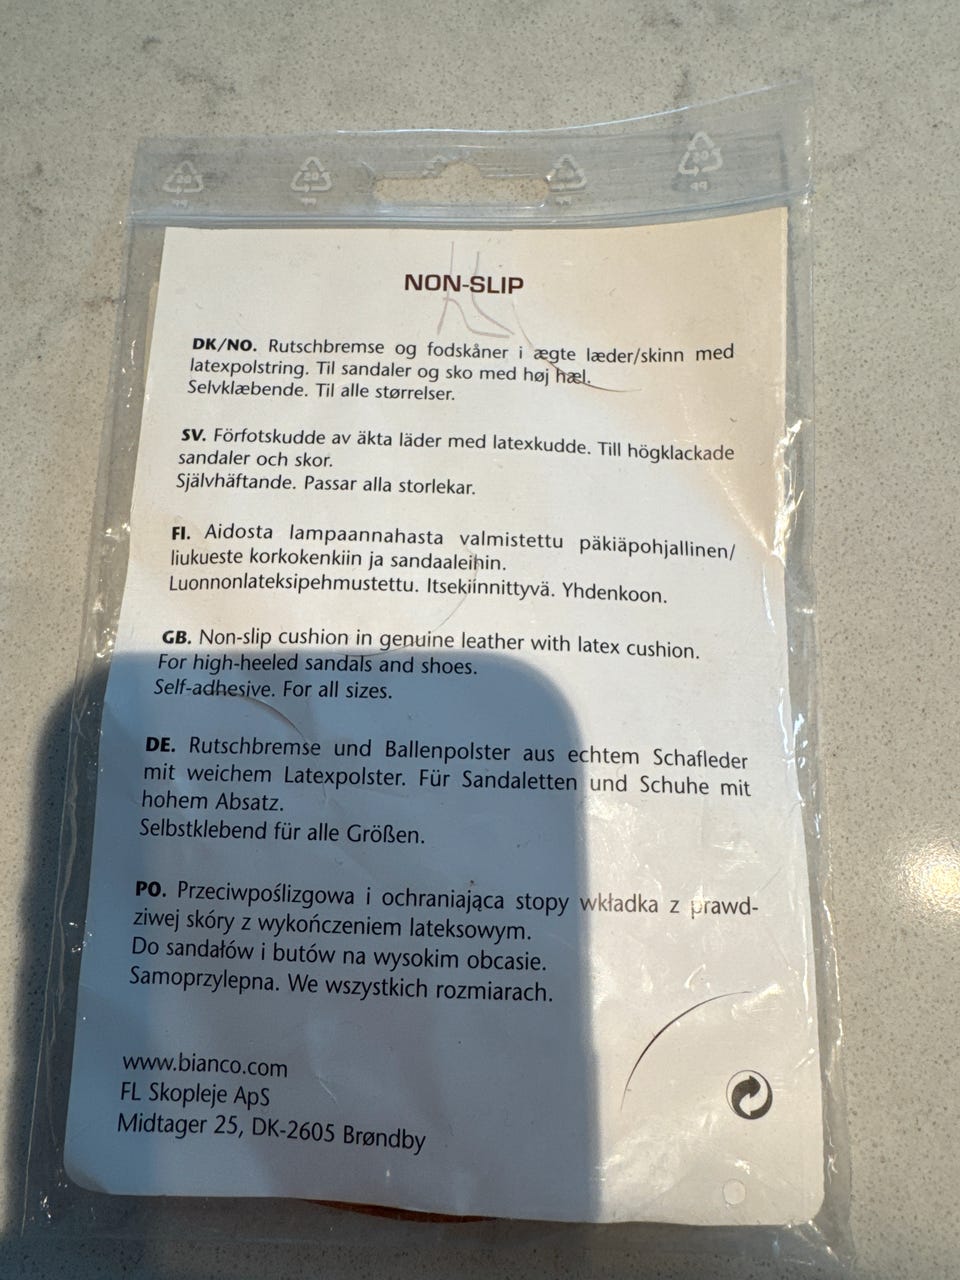 NON-SLIP
DK/NO. Rutschbremse og fodskåner i ægte læder/skinn med
latexpolstring. Til sandaler og sko med høj hæl.
Selvklæbende. Til alle størrelser.
SV. Förfotskudde av äkta läder med latexkudde. Till högklackade
sandaler och skor.
Självhäftande. Passar alla storlekar.
FI. Aidosta lampaannahasta valmistettu päkiäpohjallinen/
liukueste korkokenkiin ja sandaaleihin.
Luonnonlateksipehmustettu. Itsekiinnittyvä. Yhdenkoon.
GB. Non-slip cushion in genuine leather with latex cushion.
For high-heeled sandals and shoes.
Self-adhesive. For all sizes.
DE. Rutschbremse und Ballenpolster aus echtem Schafleder
mit weichem Latexpolster. Für Sandaletten und Schuhe mit
hohem Absatz.
Selbstklebend für alle Größen.
PO. Przeciwpoślizgowa i ochraniająca stopy wkładka z prawd-
ziwej skóry z wykończeniem lateksowym.
Do sandałów i butów na wysokim obcasie.
Samoprzylepna. We wszystkich rozmiarach.
www.bianco.com
FL Skopleje ApS
Midtager 25, DK-2605 Brøndby